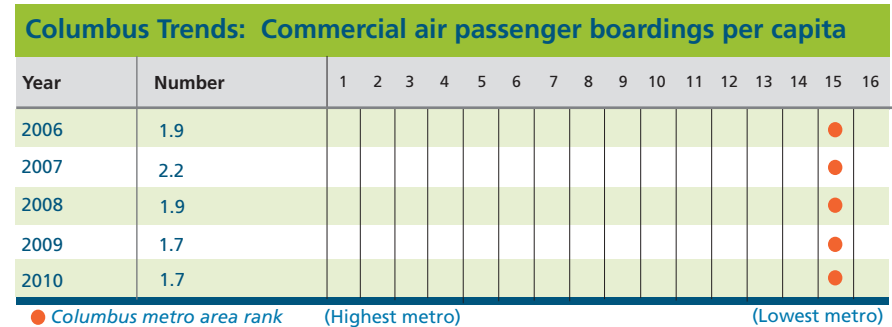 Columbus Trends:  Commercial air passenger boardings per capita
Year Number 1 2 3 4 5 6 7 8 9 10 11 12 13 14 15 16
2006 1.9
2007 2.2
2008 1.9
2009 1.7
2010 1.7
Columbus metro area rank (Highest metro) (Lowest metro)